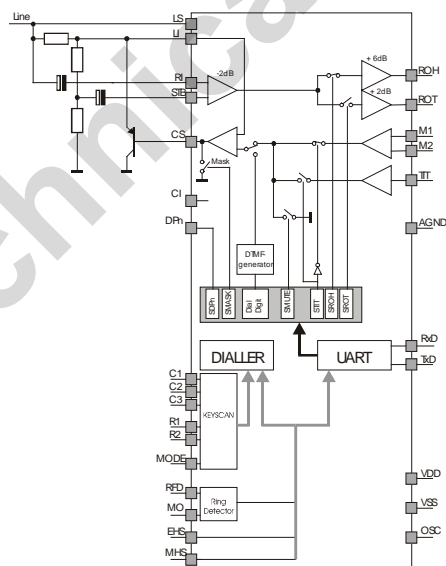 Line
LS
LI
RI
STB
CS
CI
DPn
-2dB
+6dB
+2dB
ROH
ROT
M1
M2
TIT
AGND
Mask
DTMF-
generator
SDPn
SMASK
Dial
Digit
SMUTE
STIT
SROH
SROT
DIALLER
UART
RxD
TxD
C1
C2
C3
R1
R2
MODE
KEYSCAN
RFD
MO
EHS
MHS
Ring
Detector
VDD
VSS
OSC
echnica